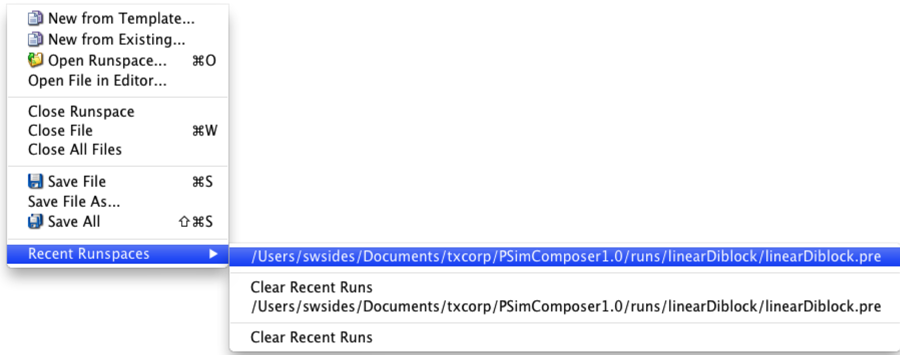 New from Template...
New from Existing...
Open Runspace... ⌘O
Open File in Editor...
Close Runspace
Close File ⌘W
Close All Files
Save File ⌘S
Save File As...
Save All ⇧⌘S
Recent Runspaces ▶
/Users/swsides/Documents/txcorp/PSimComposer1.0/runs/linearDiblock/linearDiblock.pre
Clear Recent Runs
/Users/swsides/Documents/txcorp/PSimComposer1.0/runs/linearDiblock/linearDiblock.pre
Clear Recent Runs